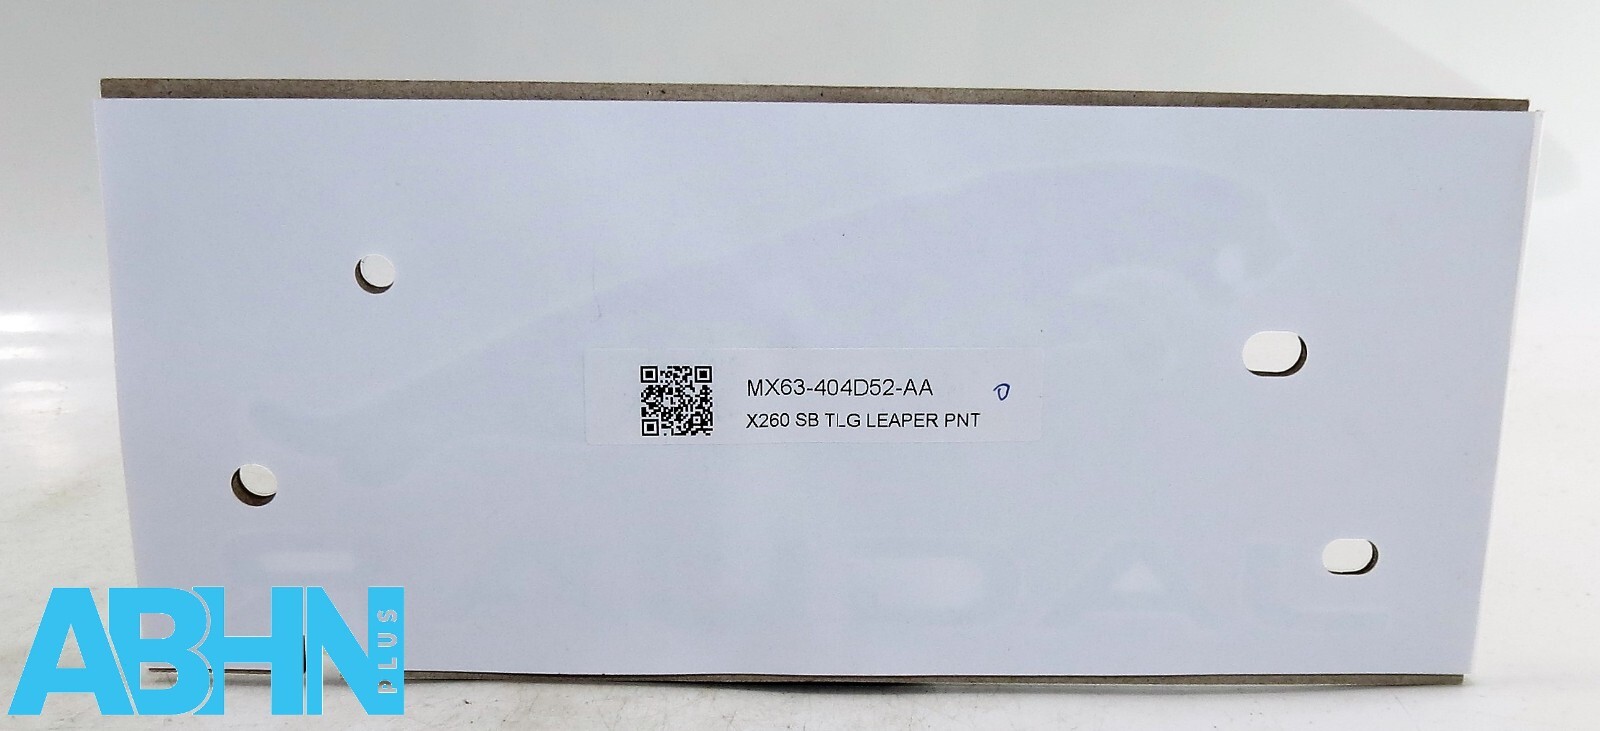 MX63-404D52-AA
X260 SB TLG LEAPER PNT
ABHN
PLUS